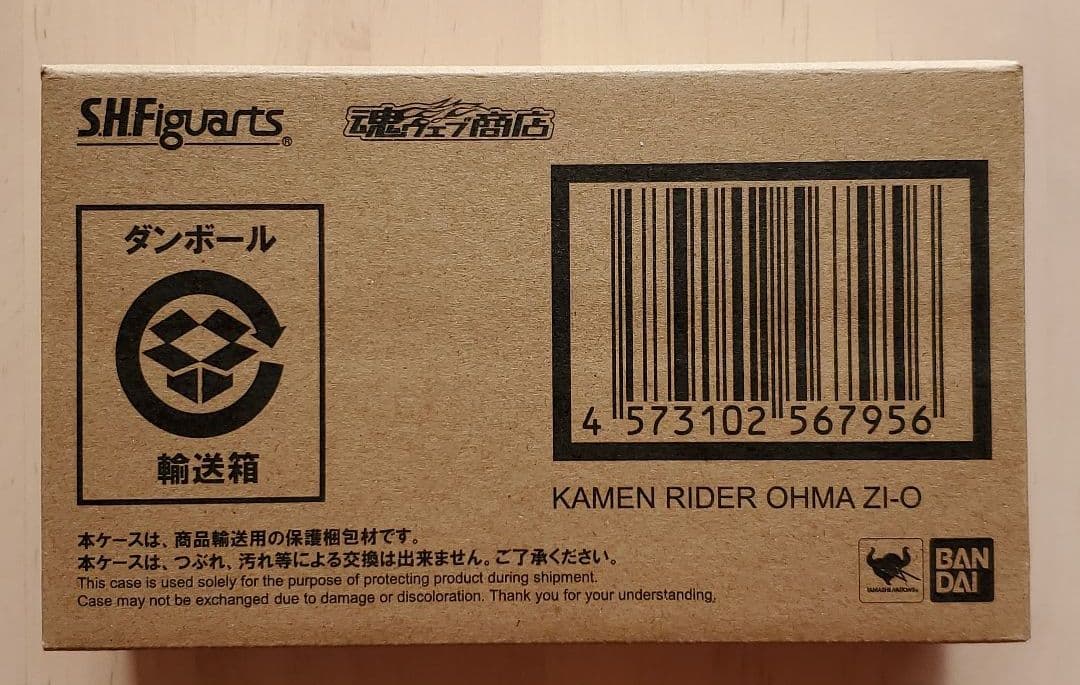 S.H.Figuarts®
魂ウェブ商店
ダンボール
輸送箱
4 573102 567956
KAMEN RIDER OHMA ZI-O
本ケースは、商品輸送用の保護梱包材です。
本ケースは、つぶれ、汚れ等による交換は出来ません。ご了承ください。
This case is used solely for the purpose of protecting product during shipment.
Case may not be exchanged due to damage or discoloration. Thank you for your understanding.
TAMASHII NATIONS
BAN
DAI